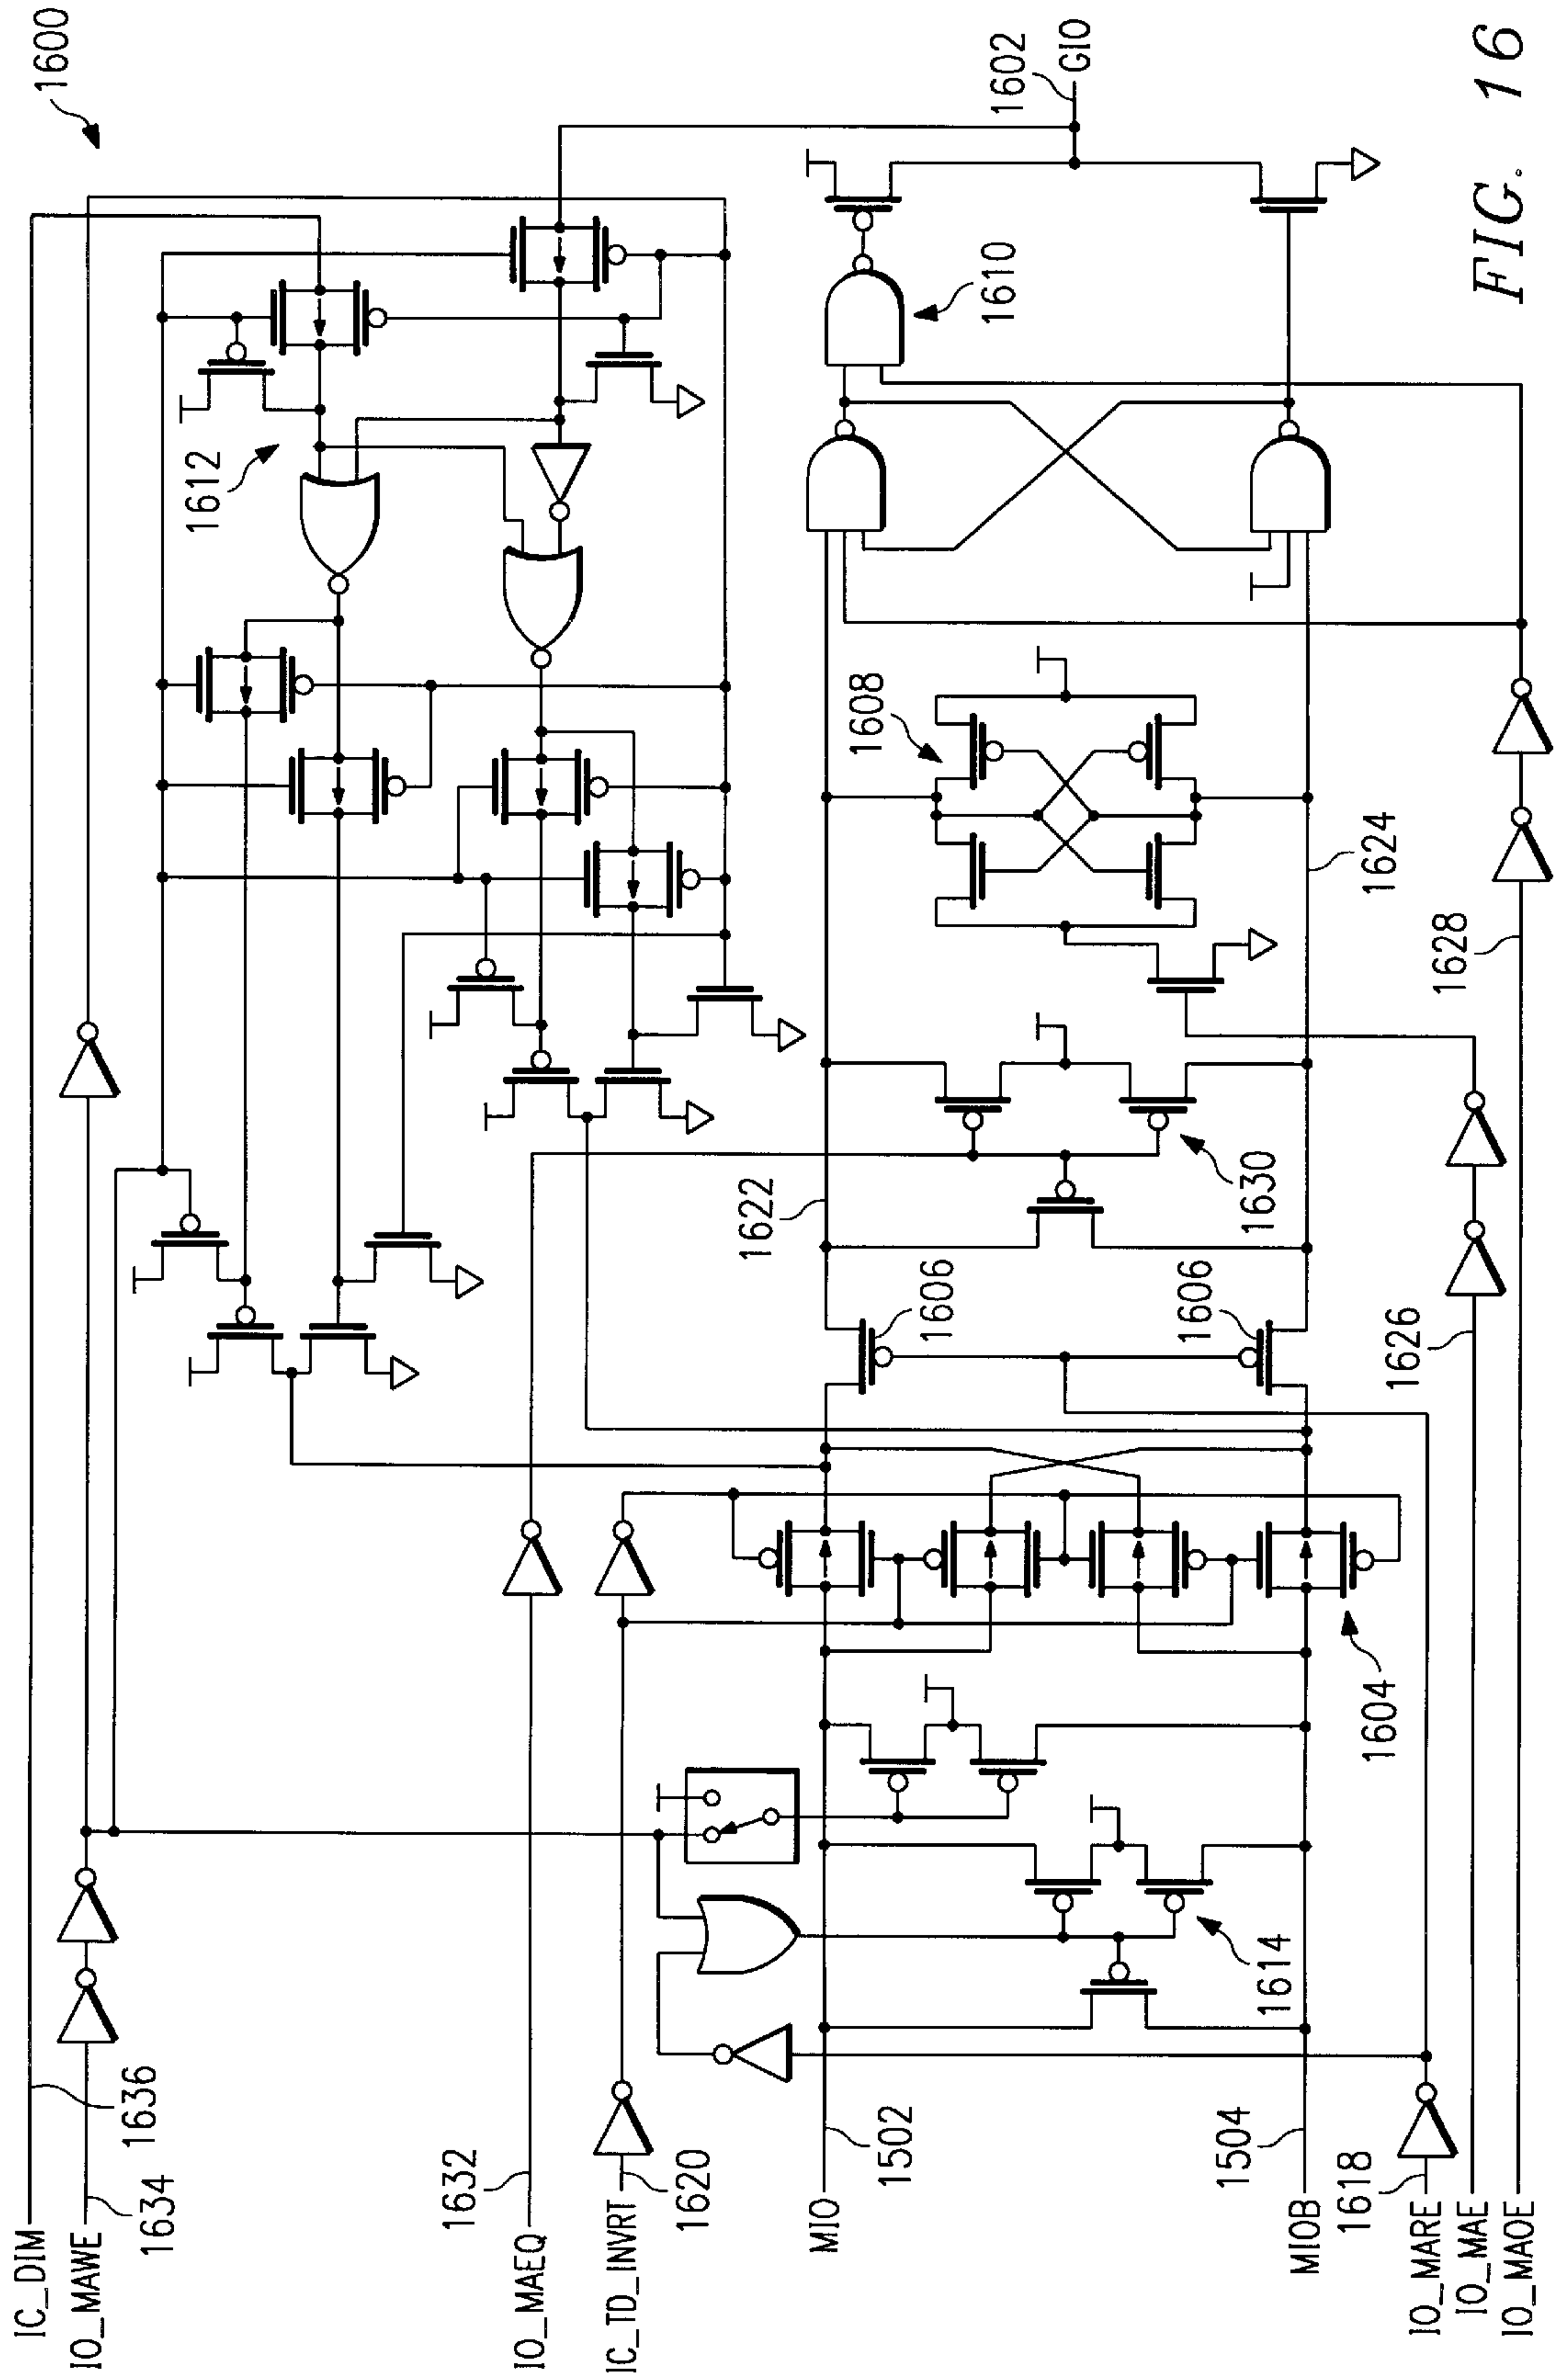 1600
IC_DIM
IO_MAWE
1634
1636
1612
IO_MAEQ
1632
IC_TD_INVRT
1620
MIO
1502
1622
1608
1610
1602
GIO
1606
1606
1630
1614
1604
1624
MIOB
1504
1618
IO_MARE
IO_MAE
IO_MAOE
1626
1628
FIG. 16